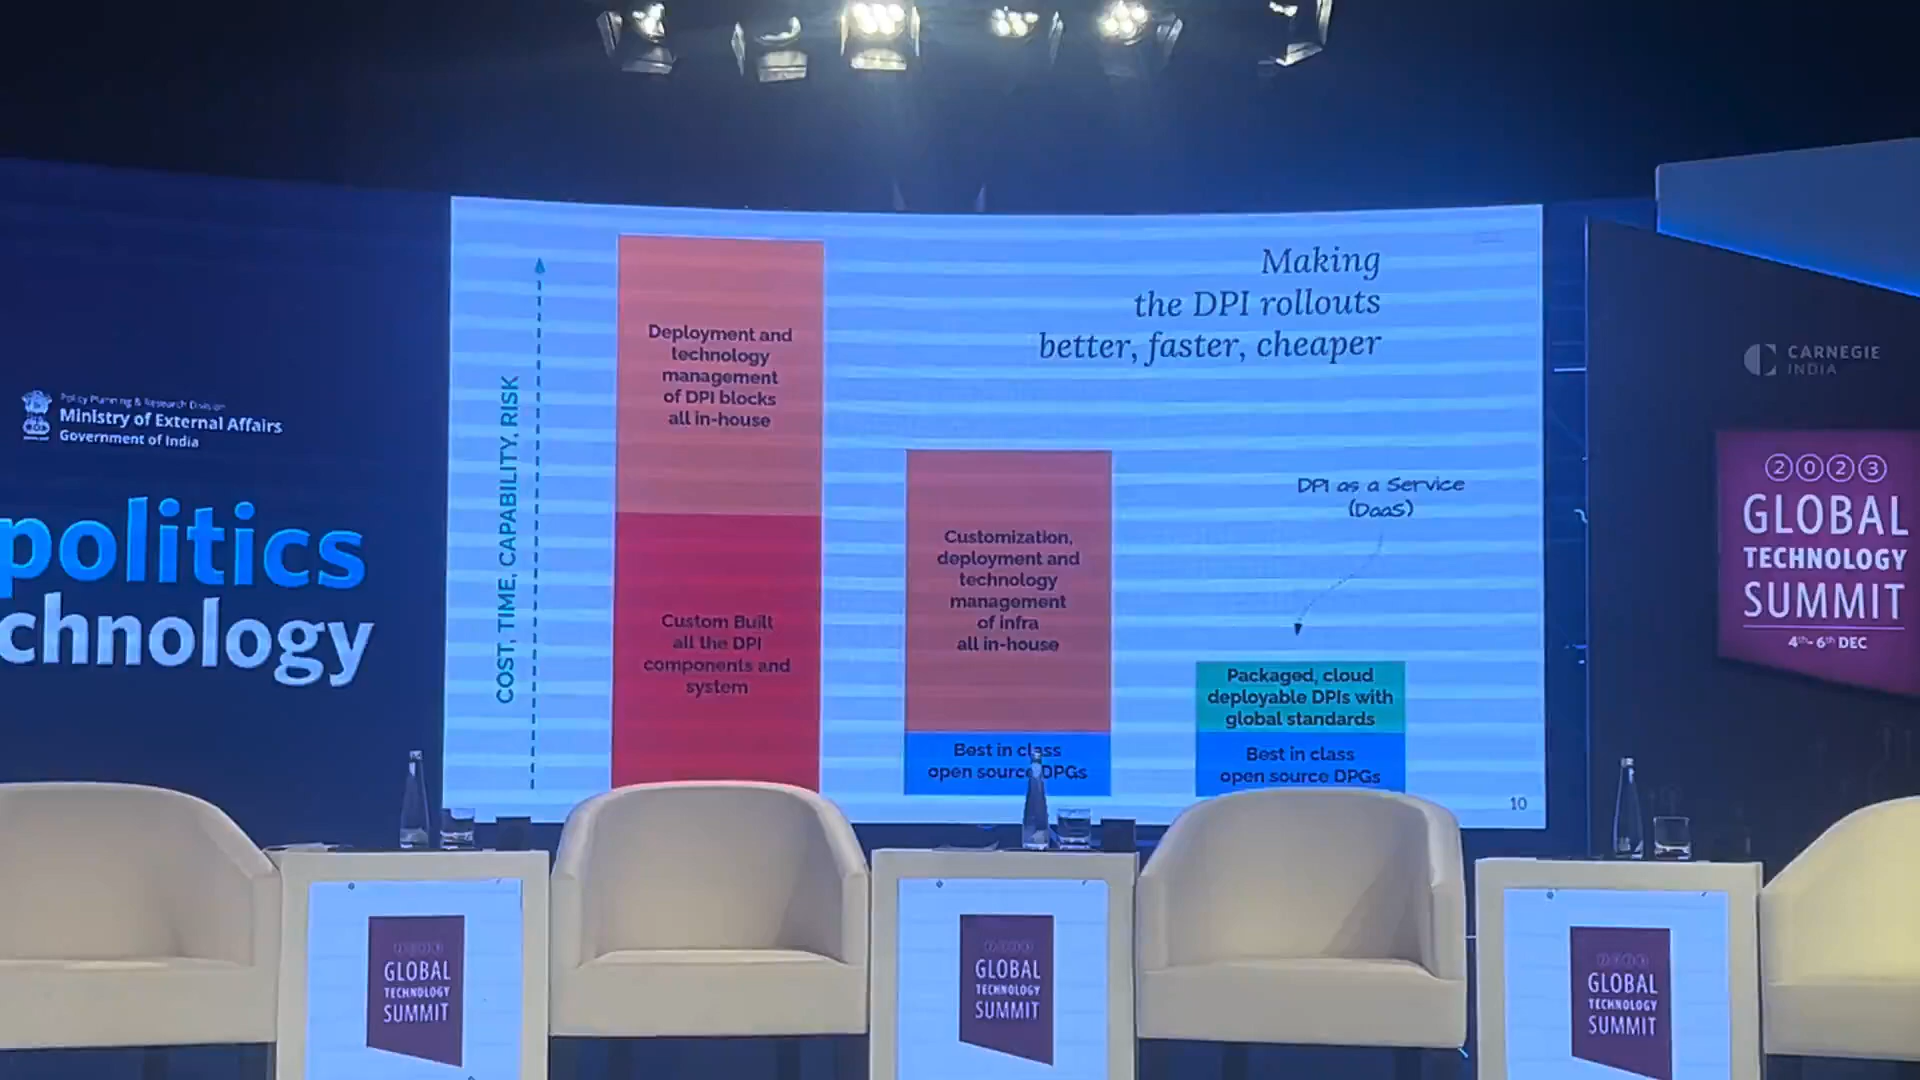 Policy Planning & Research Division
Ministry of External Affairs
Government of India
politics
chnology
COST, TIME, CAPABILITY, RISK
Deployment and
technology
management
of DPI blocks
all in-house
Custom Built
all the DPI
components and
system
Making
the DPI rollouts
better, faster, cheaper
Customization,
deployment and
technology
management
of infra
all in-house
Best in class
open source DPGs
DPI as a Service
(DaaS)
Packaged, cloud
deployable DPIs with
global standards
Best in class
open source DPGs
10
CARNEGIE
INDIA
2023
GLOBAL
TECHNOLOGY
SUMMIT
4th - 6th DEC
GLOBAL
TECHNOLOGY
SUMMIT
GLOBAL
TECHNOLOGY
SUMMIT
GLOBAL
TECHNOLOGY
SUMMIT